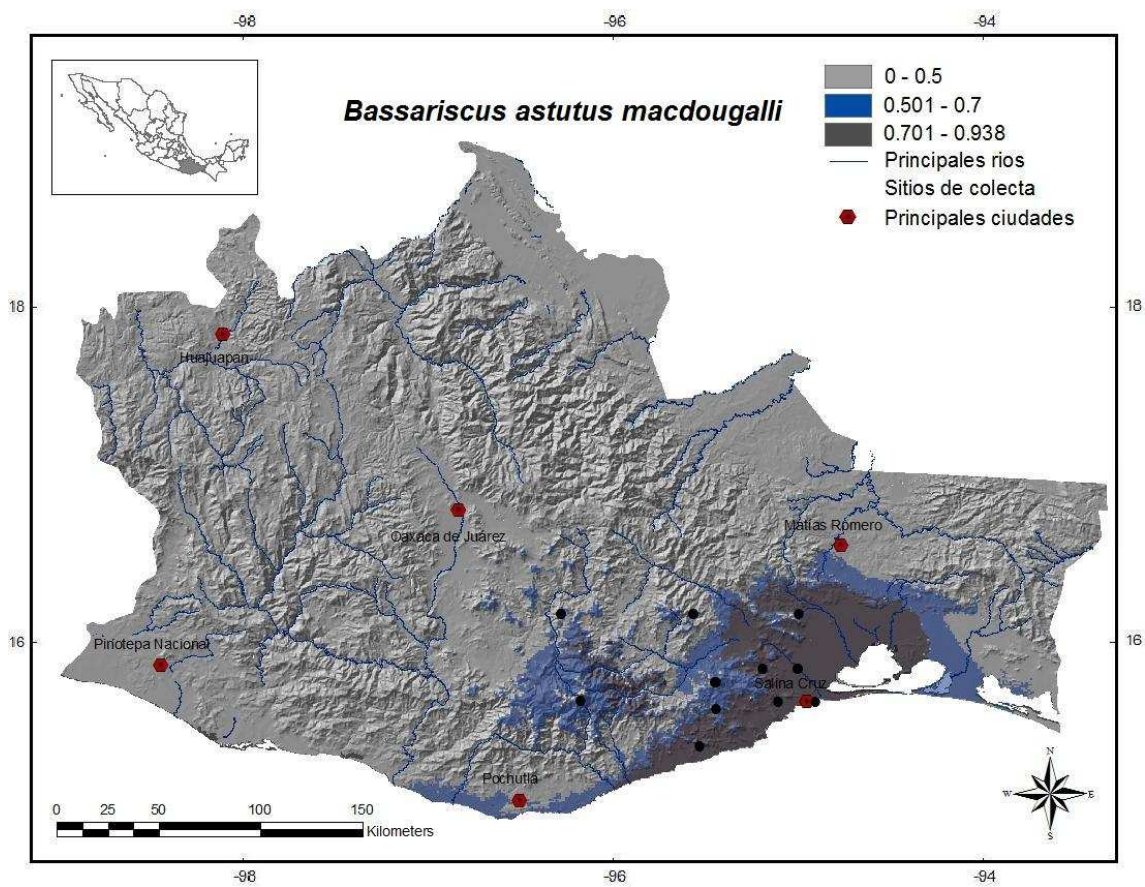 -98 -96 -94
Bassariscus astutus macdougalli
0 - 0.5
0.501 - 0.7
0.701 - 0.938
Principales rios
Sitios de colecta
Principales ciudades
18 18
Huajuapan
Oaxaca de Juárez
Matías Romero
16 16
Pinotepa Nacional
Salina Cruz
Pochutla
0 25 50 100 150
Kilometers
N
W E
S
-98 -96 -94